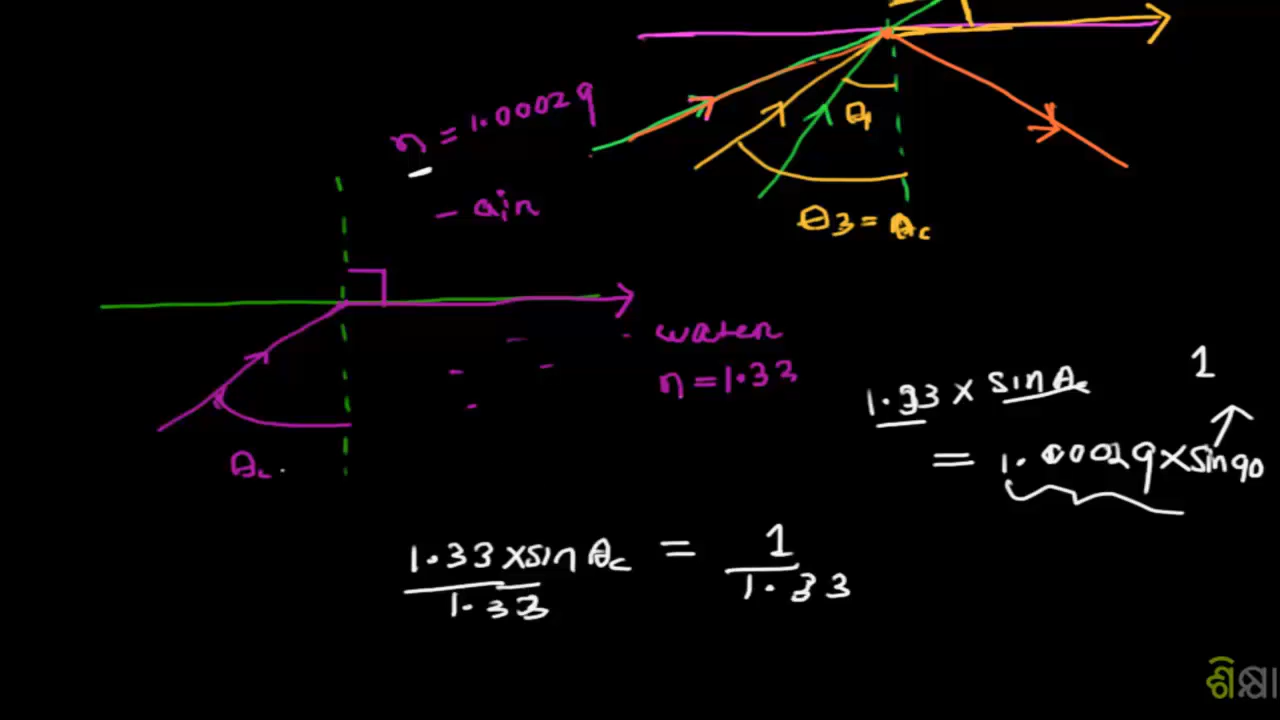 n = 1.00029
- air
θ1
θ3 = θc
water
n = 1.33
θc
1.33 × sin θc
1
= 1.00029 × sin 90
1.33 × sin θc = 1
1.33 1.33
ଶିକ୍ଷା